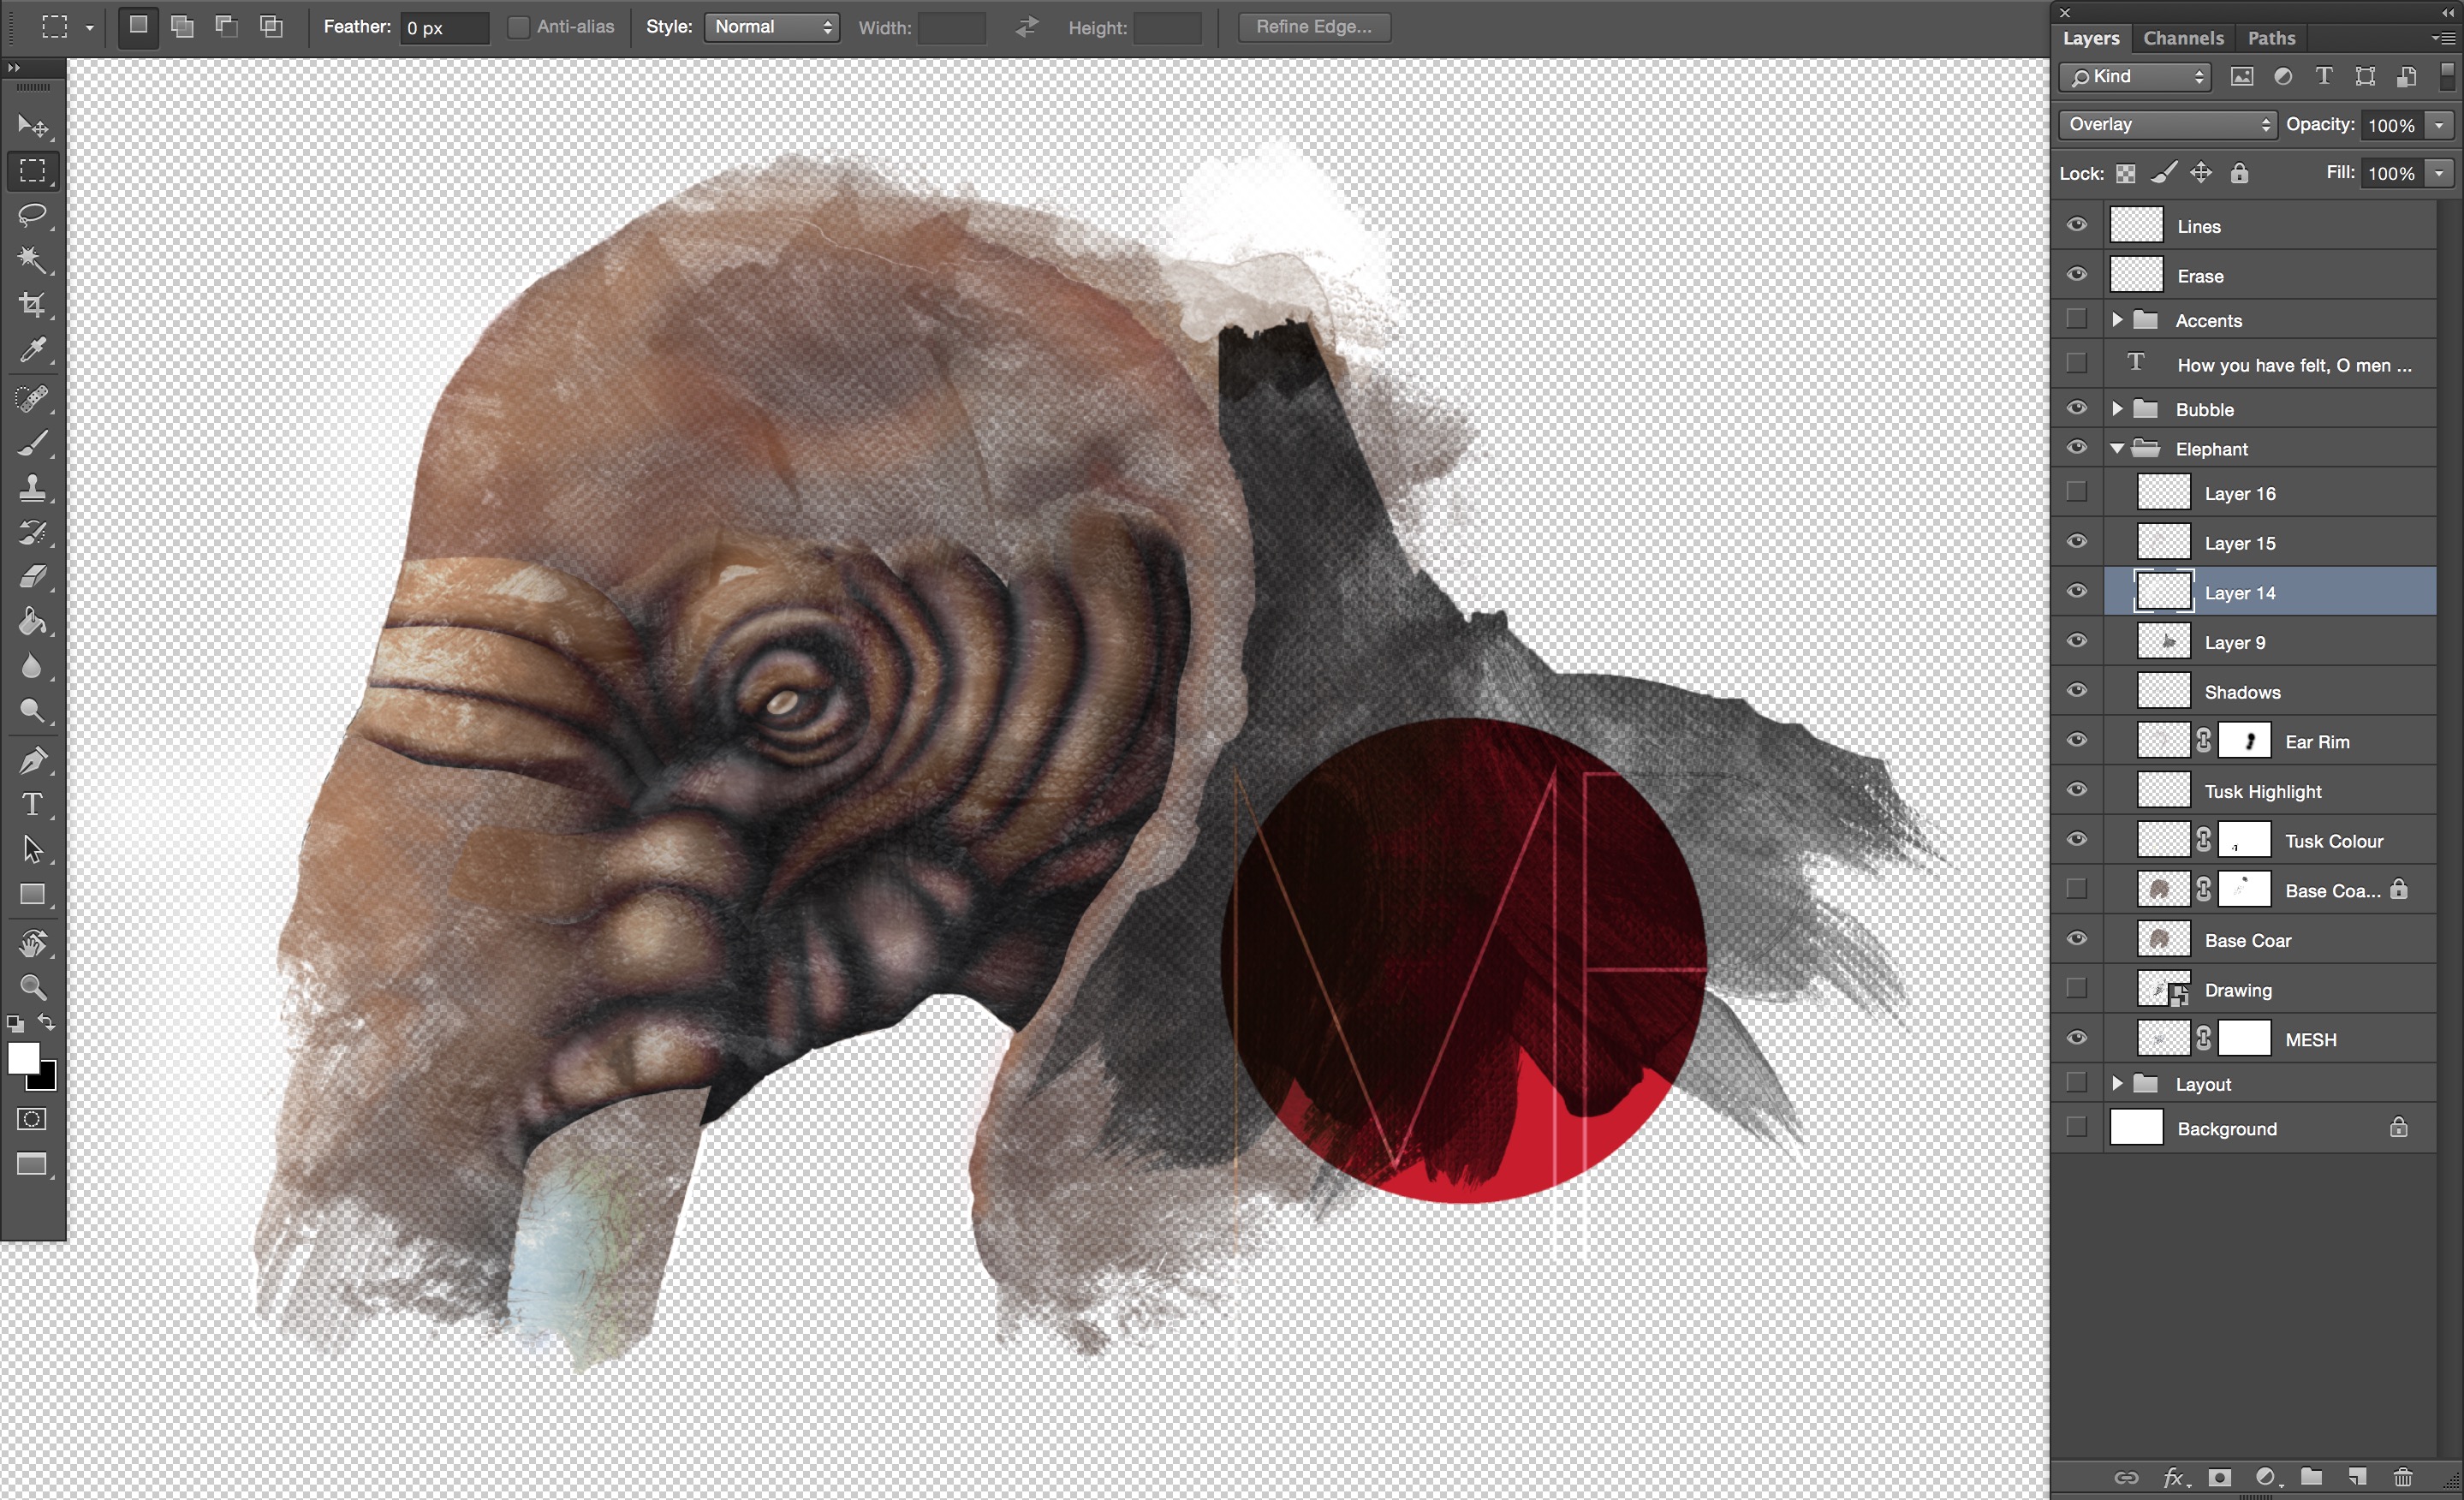 Feather: 0 px Anti-alias Style: Normal Width: Height: Refine Edge...
Layers Channels Paths
Kind
Overlay Opacity: 100%
Lock: Fill: 100%
Lines
Erase
Accents
T How you have felt, O men ...
Bubble
Elephant
Layer 16
Layer 15
Layer 14
Layer 9
Shadows
Ear Rim
Tusk Highlight
Tusk Colour
Base Coa...
Base Coar
Drawing
MESH
Layout
Background
fx